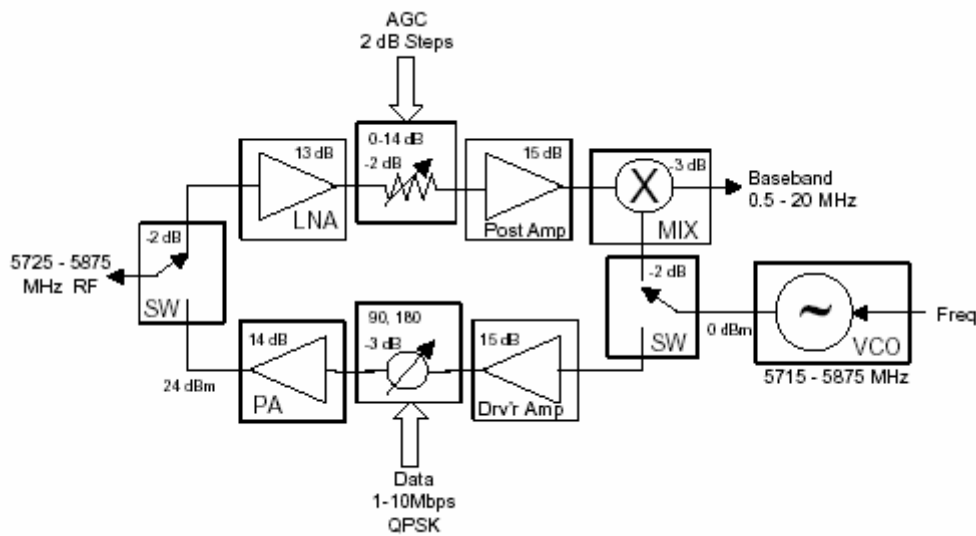 AGC
2 dB Steps
13 dB
LNA
0-14 dB
-2 dB
15 dB
Post Amp
-3 dB
X
MIX
Baseband
0.5 - 20 MHz
-2 dB
SW
5725 - 5875
MHz RF
-2 dB
SW
0 dBm
~
VCO
Freq
5715 - 5875 MHz
14 dB
PA
24 dBm
90, 180
-3 dB
15 dB
Drv'r Amp
Data
1-10Mbps
QPSK